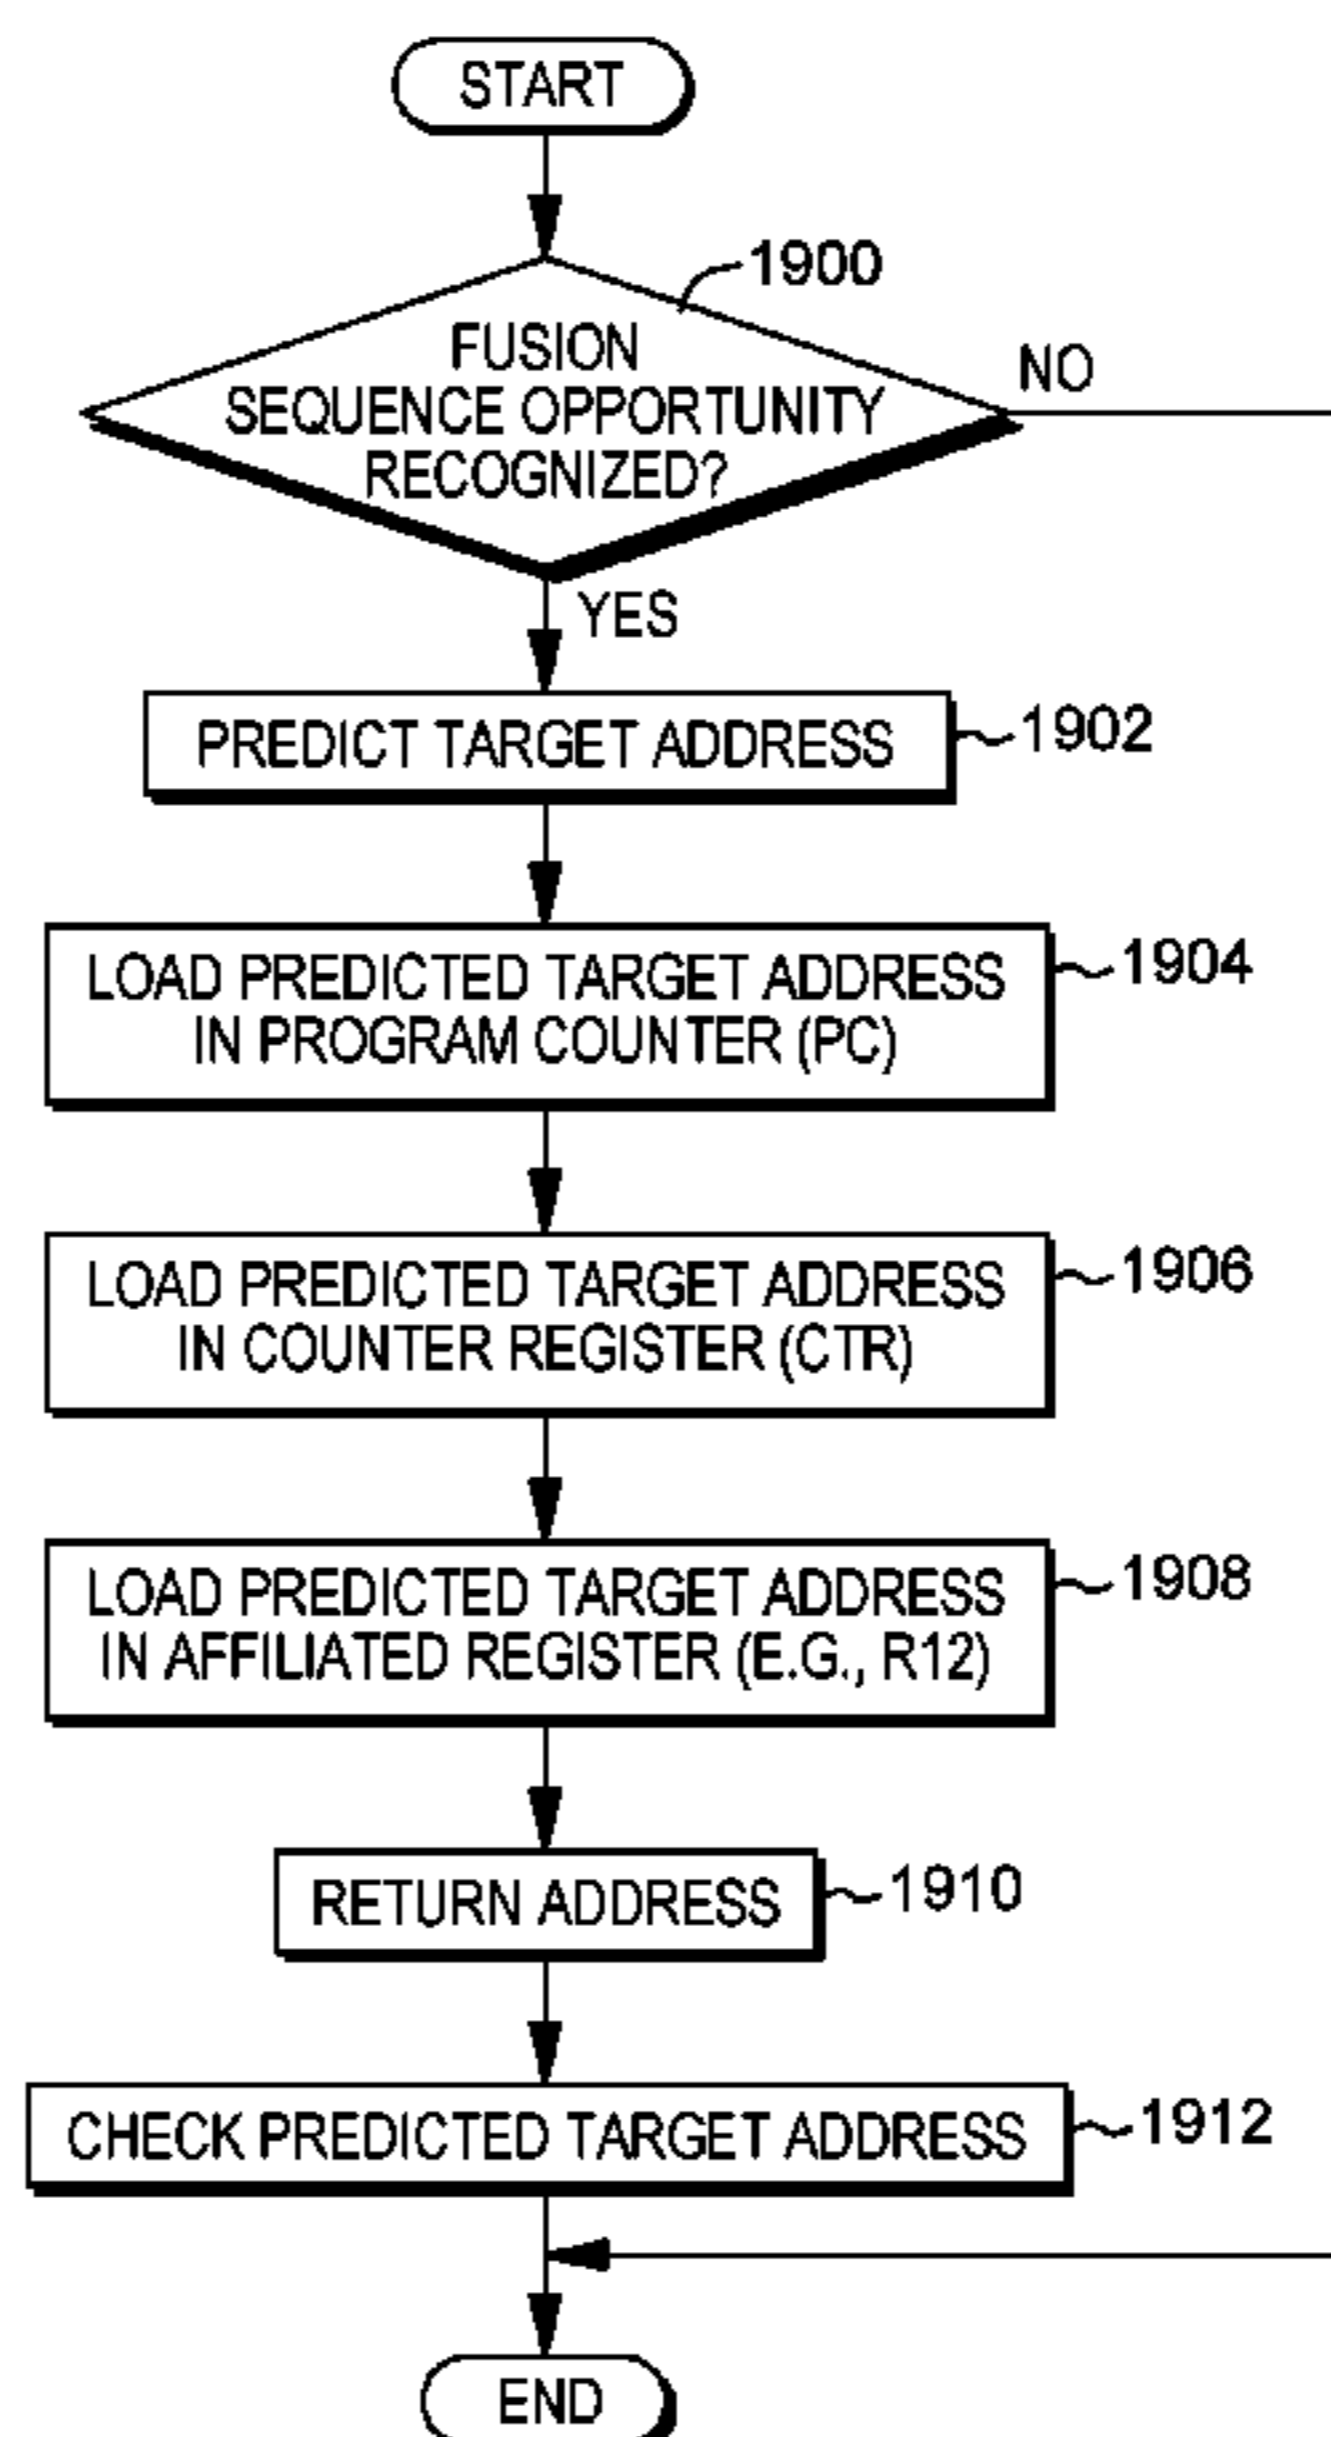 START
1900
FUSION
SEQUENCE OPPORTUNITY
RECOGNIZED?
NO
YES
PREDICT TARGET ADDRESS
1902
LOAD PREDICTED TARGET ADDRESS
IN PROGRAM COUNTER (PC)
1904
LOAD PREDICTED TARGET ADDRESS
IN COUNTER REGISTER (CTR)
1906
LOAD PREDICTED TARGET ADDRESS
IN AFFILIATED REGISTER (E.G., R12)
1908
RETURN ADDRESS
1910
CHECK PREDICTED TARGET ADDRESS
1912
END